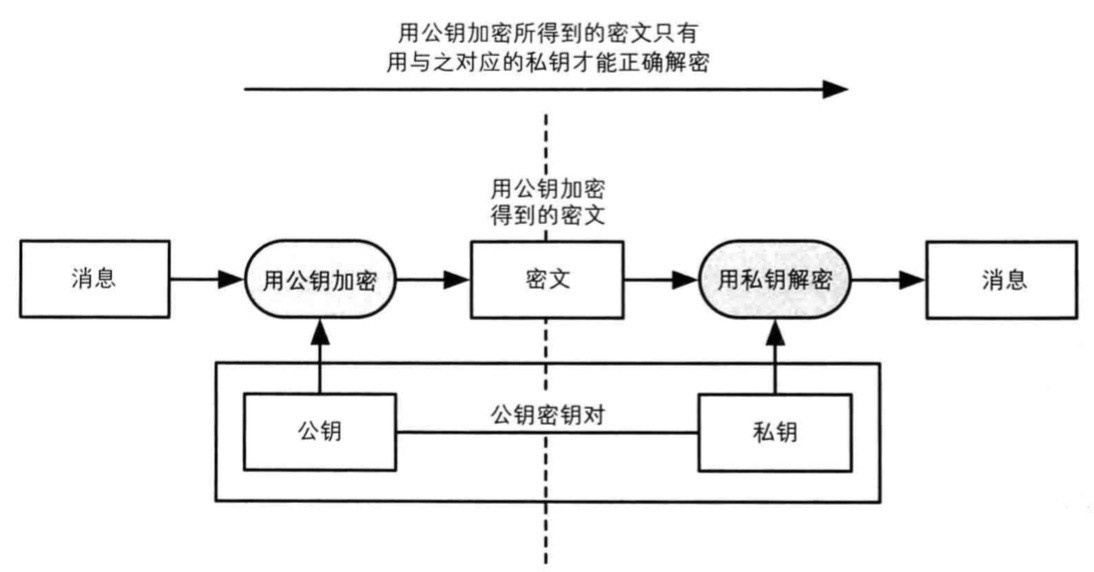 用公钥加密所得到的密文只有
用与之对应的私钥才能正确解密
用公钥加密
得到的密文
消息
用公钥加密
密文
用私钥解密
消息
公钥
公钥密钥对
私钥